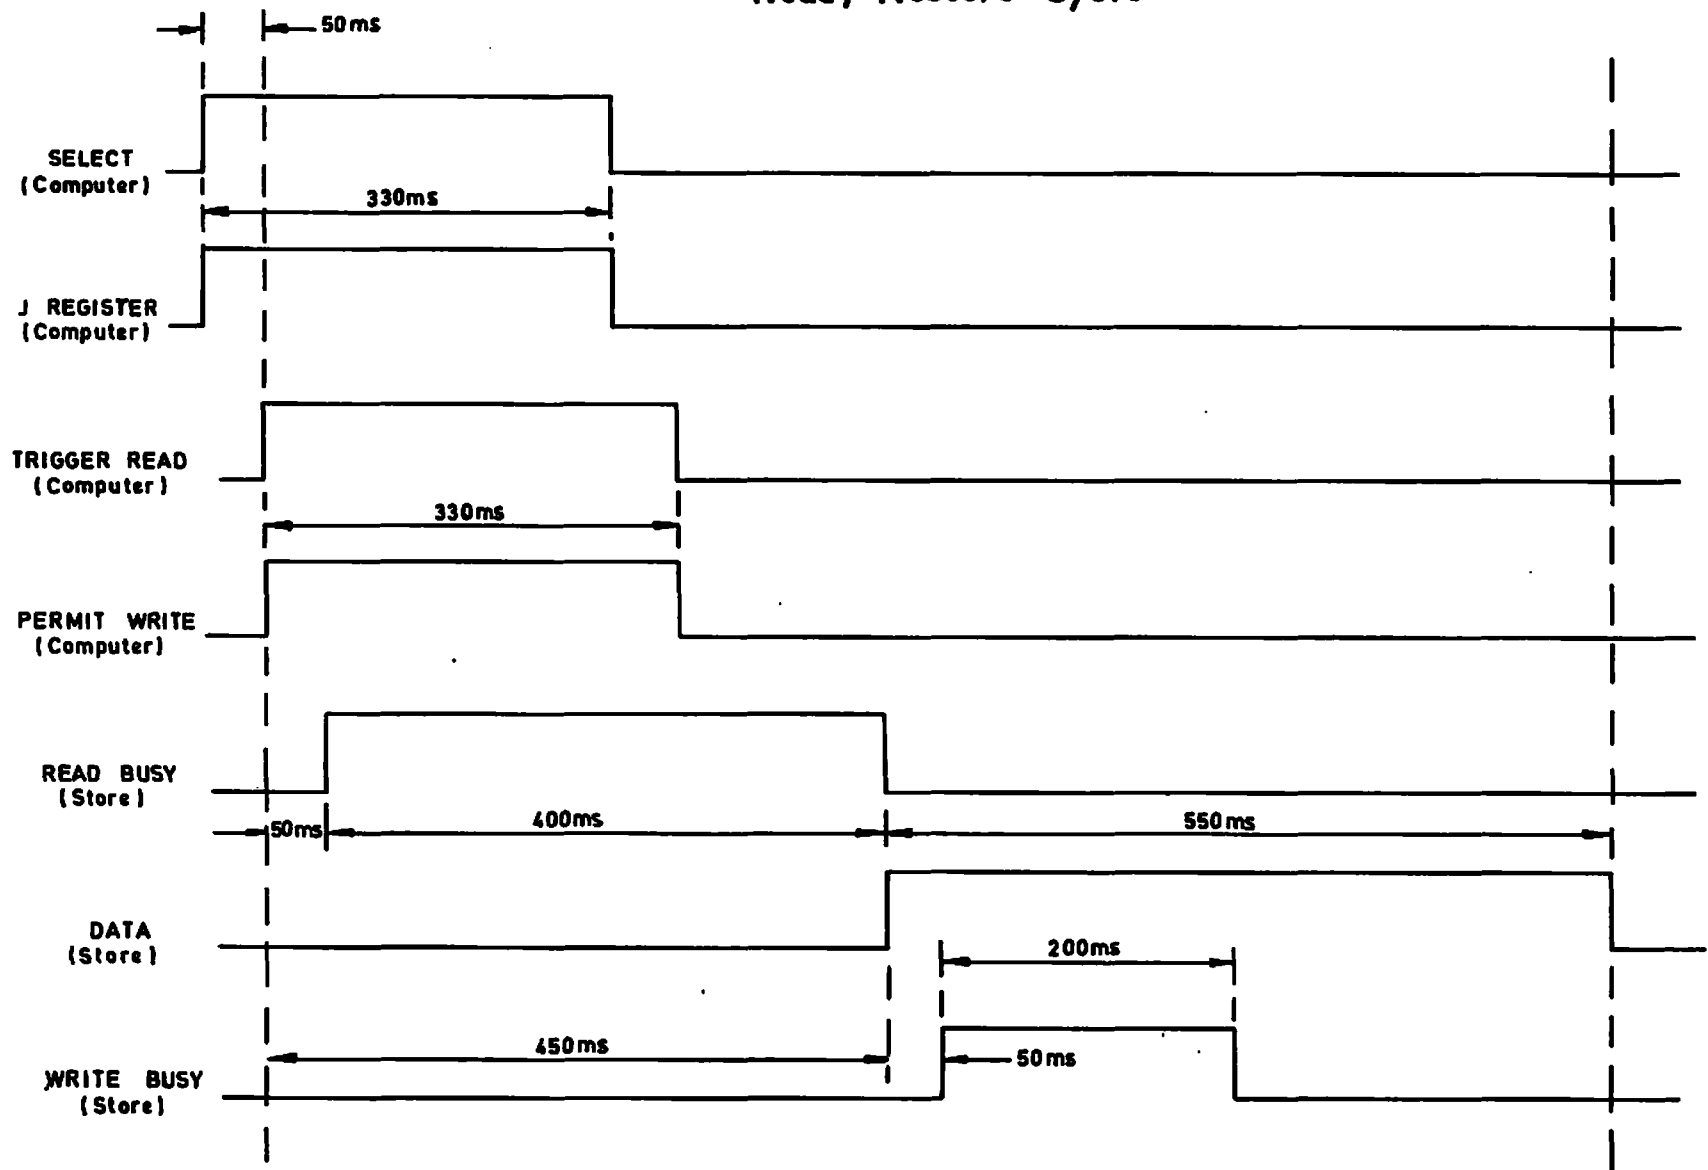 50ms
SELECT
(Computer)
330ms
J REGISTER
(Computer)
TRIGGER READ
(Computer)
330ms
PERMIT WRITE
(Computer)
READ BUSY
(Store)
50ms
400ms
550ms
DATA
(Store)
200ms
450ms
50ms
WRITE BUSY
(Store)